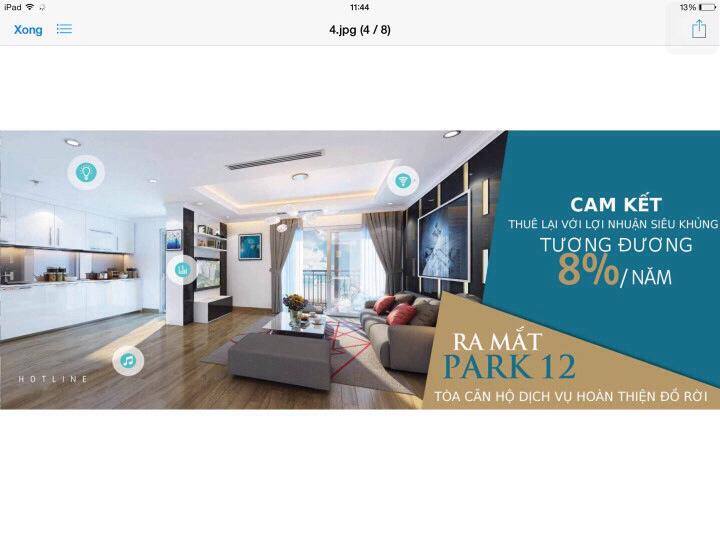 iPad
11:44
13%
Xong
4.jpg (4 / 8)
CAM KẾT
THUÊ LẠI VỚI LỢI NHUẬN SIÊU KHỦNG
TƯƠNG ĐƯƠNG
8%/NĂM
RA MẮT
PARK 12
TÒA CĂN HỘ DỊCH VỤ HOÀN THIỆN ĐỒ RỜI
HOTLINE